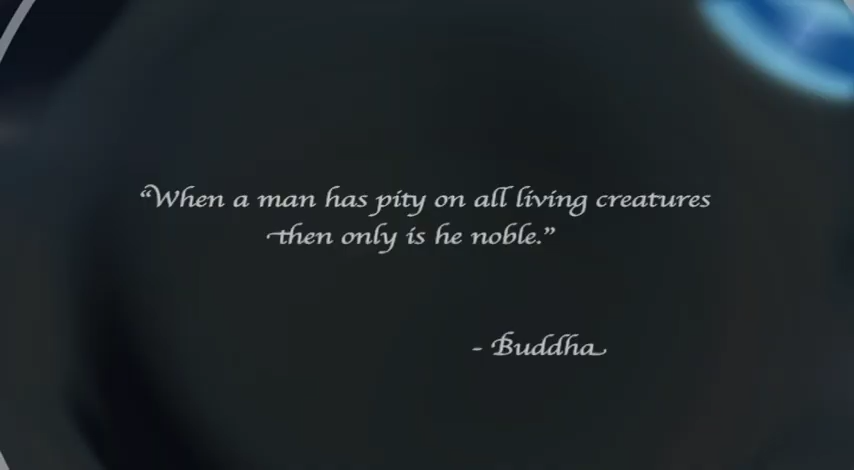 “When a man has pity on all living creatures
then only is he noble.”
- Buddha